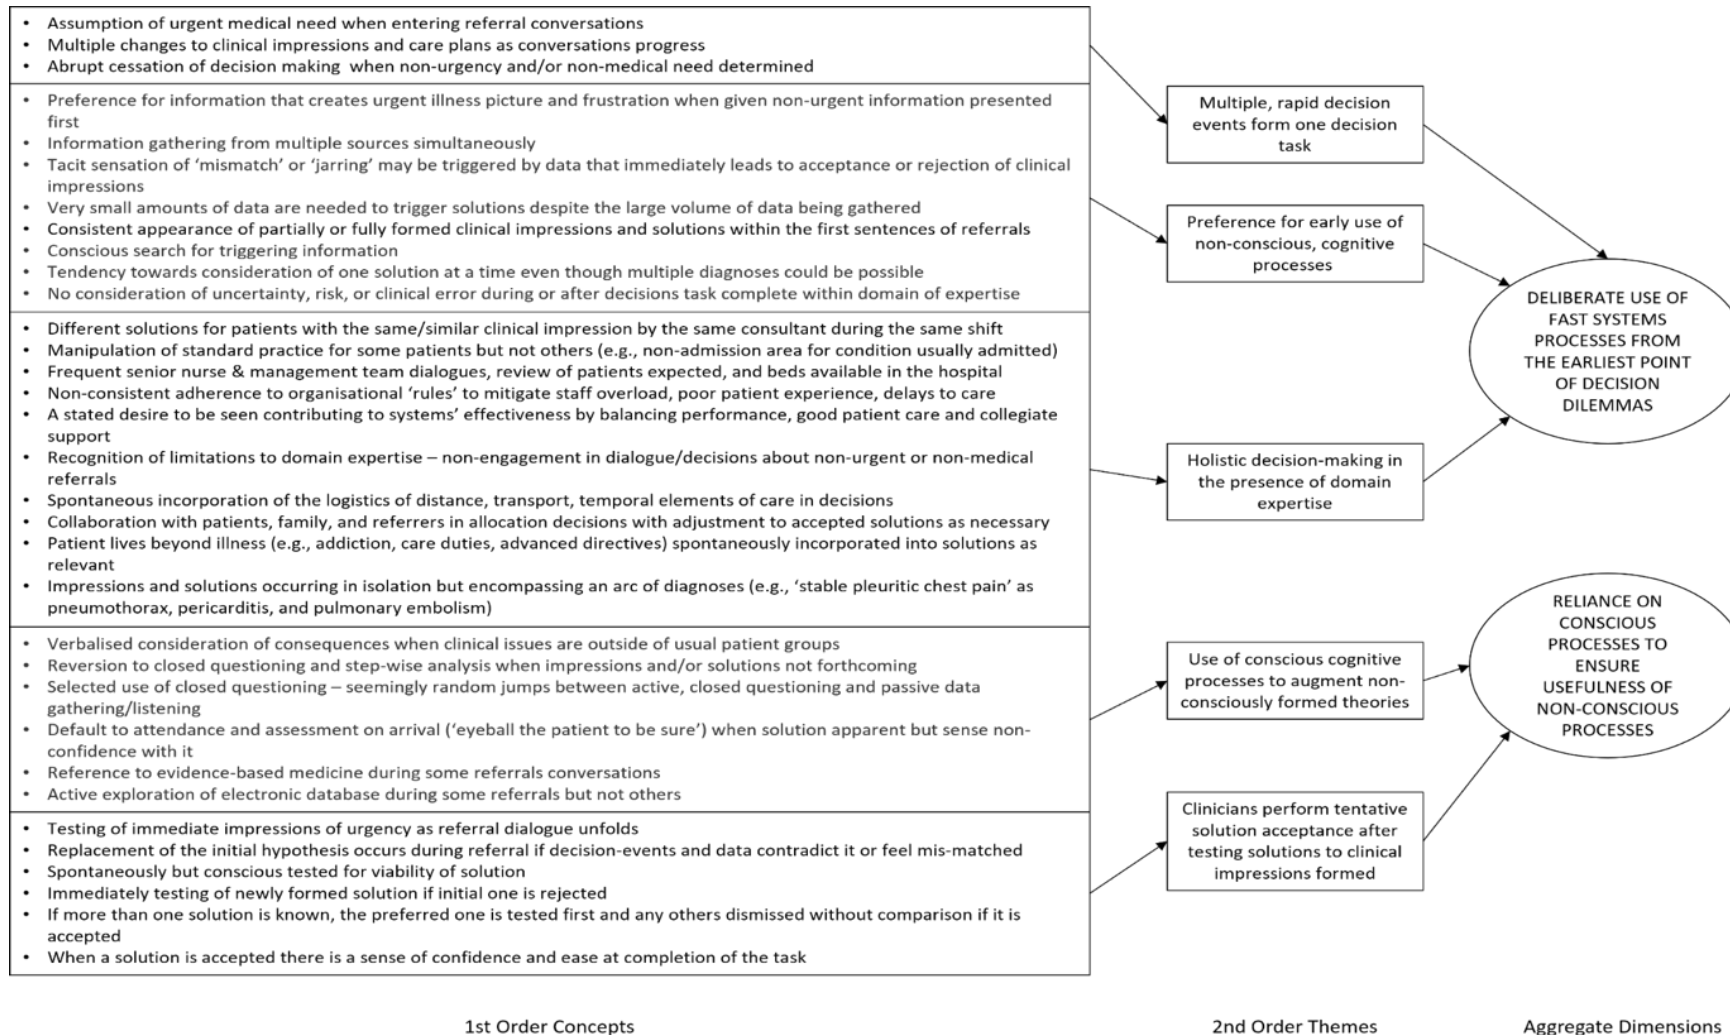 • Assumption of urgent medical need when entering referral conversations
• Multiple changes to clinical impressions and care plans as conversations progress
• Abrupt cessation of decision making when non-urgency and/or non-medical need determined
• Preference for information that creates urgent illness picture and frustration when given non-urgent information presented
first
• Information gathering from multiple sources simultaneously
• Tacit sensation of ‘mismatch’ or ‘jarring’ may be triggered by data that immediately leads to acceptance or rejection of clinical
impressions
• Very small amounts of data are needed to trigger solutions despite the large volume of data being gathered
• Consistent appearance of partially or fully formed clinical impressions and solutions within the first sentences of referrals
• Conscious search for triggering information
• Tendency towards consideration of one solution at a time even though multiple diagnoses could be possible
• No consideration of uncertainty, risk, or clinical error during or after decisions task complete within domain of expertise
• Different solutions for patients with the same/similar clinical impression by the same consultant during the same shift
• Manipulation of standard practice for some patients but not others (e.g., non-admission area for condition usually admitted)
• Frequent senior nurse & management team dialogues, review of patients expected, and beds available in the hospital
• Non-consistent adherence to organisational ‘rules’ to mitigate staff overload, poor patient experience, delays to care
• A stated desire to be seen contributing to systems’ effectiveness by balancing performance, good patient care and collegiate
support
• Recognition of limitations to domain expertise – non-engagement in dialogue/decisions about non-urgent or non-medical
referrals
• Spontaneous incorporation of the logistics of distance, transport, temporal elements of care in decisions
• Collaboration with patients, family, and referrers in allocation decisions with adjustment to accepted solutions as necessary
• Patient lives beyond illness (e.g., addiction, care duties, advanced directives) spontaneously incorporated into solutions as
relevant
• Impressions and solutions occurring in isolation but encompassing an arc of diagnoses (e.g., ‘stable pleuritic chest pain’ as
pneumothorax, pericarditis, and pulmonary embolism)
• Verbalised consideration of consequences when clinical issues are outside of usual patient groups
• Reversion to closed questioning and step-wise analysis when impressions and/or solutions not forthcoming
• Selected use of closed questioning – seemingly random jumps between active, closed questioning and passive data
gathering/listening
• Default to attendance and assessment on arrival (‘eyeball the patient to be sure’) when solution apparent but sense non-
confidence with it
• Reference to evidence-based medicine during some referrals conversations
• Active exploration of electronic database during some referrals but not others
• Testing of immediate impressions of urgency as referral dialogue unfolds
• Replacement of the initial hypothesis occurs during referral if decision-events and data contradict it or feel mis-matched
• Spontaneously but conscious tested for viability of solution
• Immediately testing of newly formed solution if initial one is rejected
• If more than one solution is known, the preferred one is tested first and any others dismissed without comparison if it is
accepted
• When a solution is accepted there is a sense of confidence and ease at completion of the task
1st Order Concepts
Multiple, rapid decision
events form one decision
task
Preference for early use of
non-conscious, cognitive
processes
Holistic decision-making in
the presence of domain
expertise
Use of conscious cognitive
processes to augment non-
consciously formed theories
Clinicians perform tentative
solution acceptance after
testing solutions to clinical
impressions formed
2nd Order Themes
DELIBERATE USE OF
FAST SYSTEMS
PROCESSES FROM
THE EARLIEST POINT
OF DECISION
DILEMMAS
RELIANCE ON
CONSCIOUS
PROCESSES TO
ENSURE
USEFULNESS OF
NON-CONSCIOUS
PROCESSES
Aggregate Dimensions